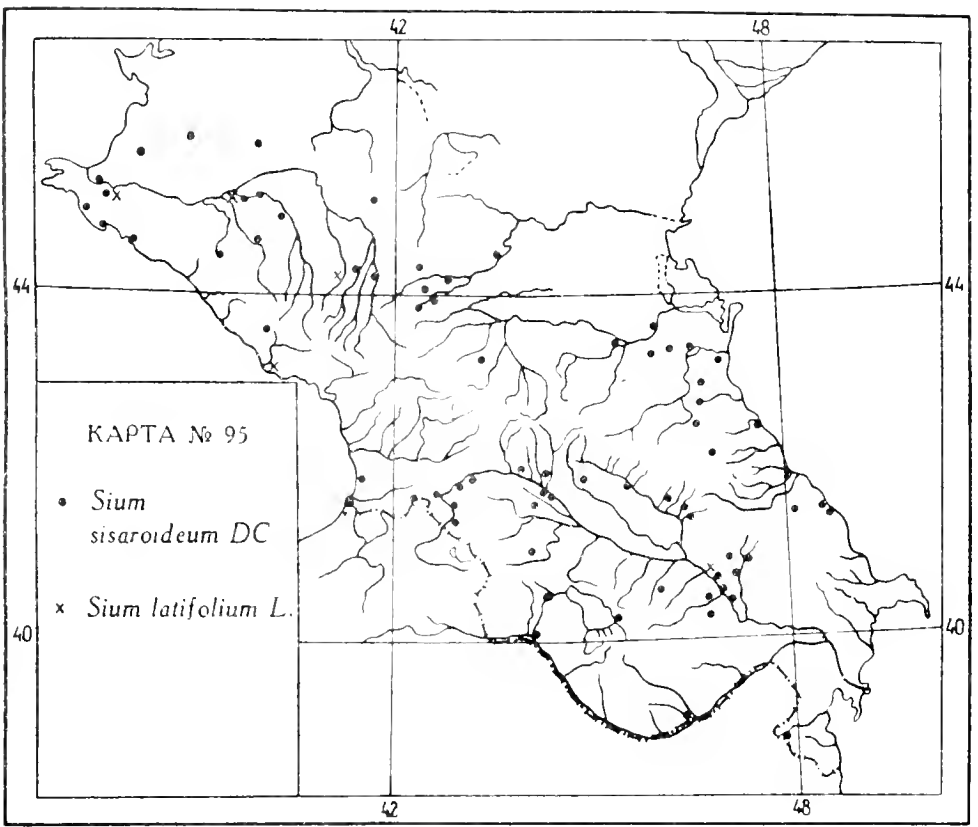 42 48
44 44
КАРТА № 95
• Sium
sisaroideum DC
× Sium latifolium L.
40 40
42 48